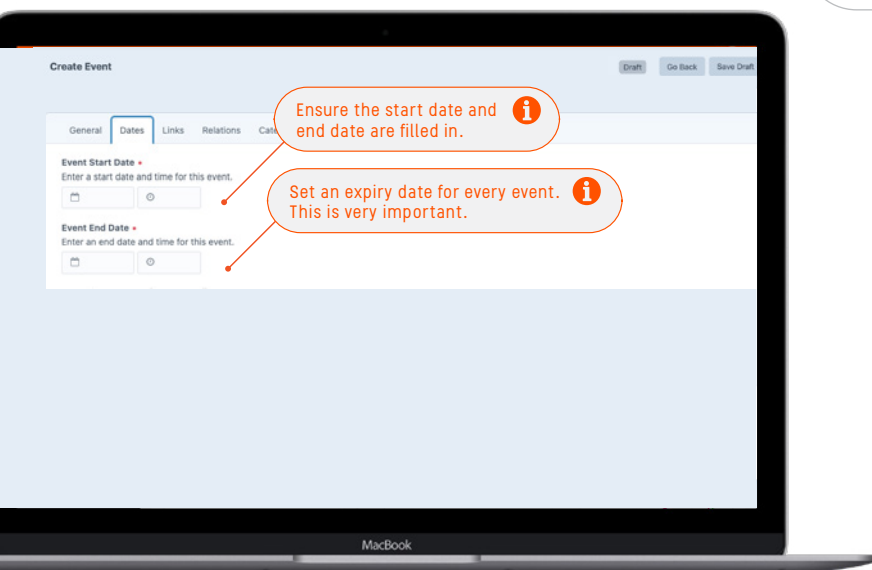 Create Event
Draft
Go Back
Save Draft
Ensure the start date and
end date are filled in.
General
Dates
Links
Relations
Cate
Event Start Date •
Enter a start date and time for this event.
Set an expiry date for every event.
This is very important.
Event End Date •
Enter an end date and time for this event.
MacBook